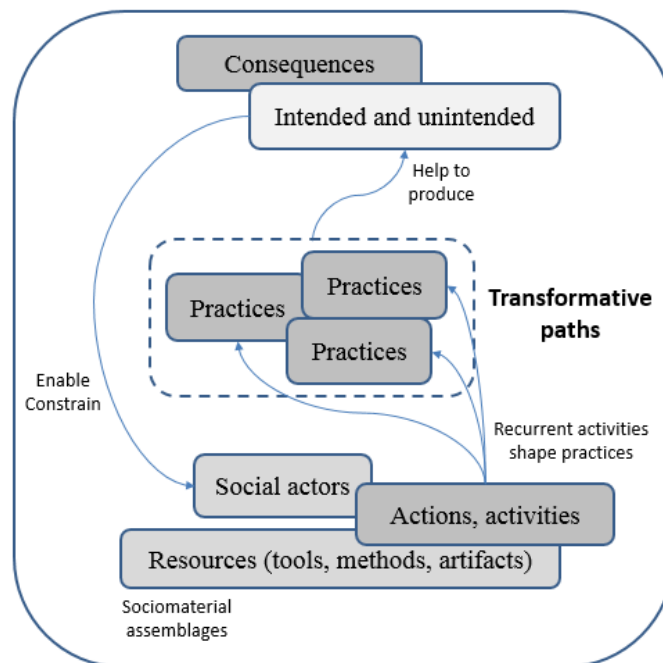 Consequences
Intended and unintended
Help to
produce
Practices
Practices
Practices
Transformative
paths
Enable
Constrain
Recurrent activities
shape practices
Social actors
Actions, activities
Resources (tools, methods, artifacts)
Sociomaterial
assemblages